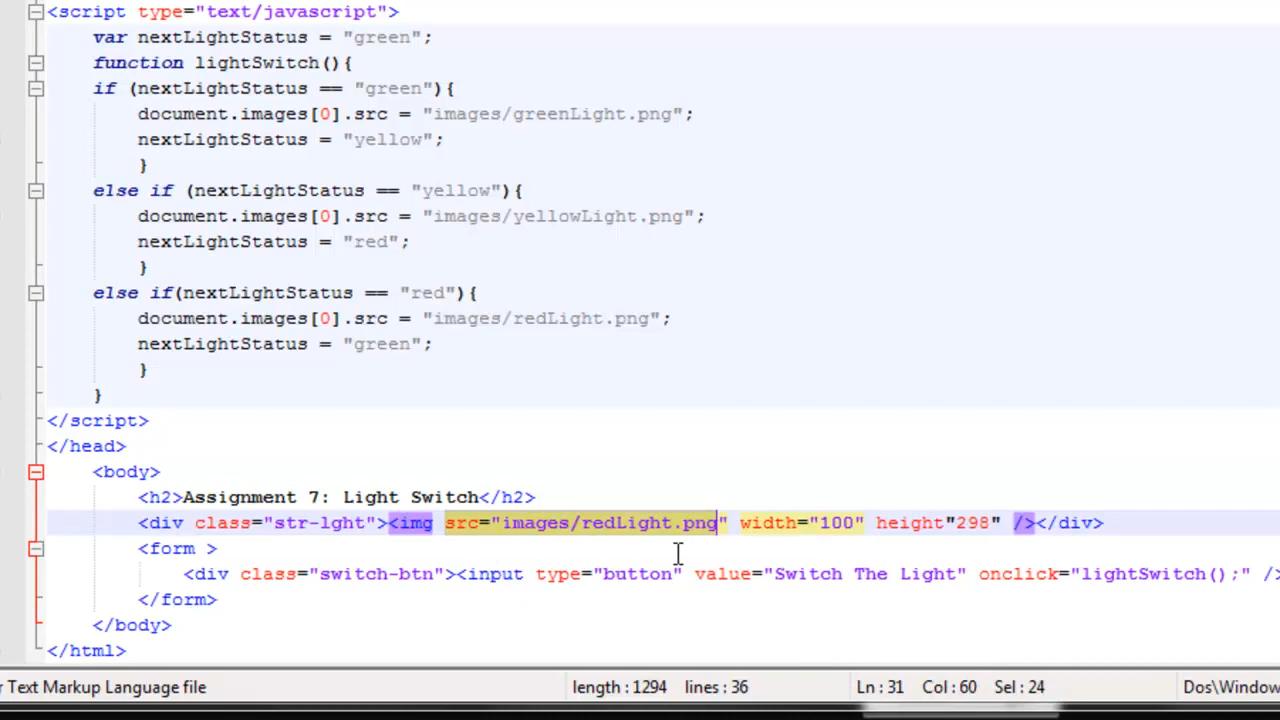 <script type="text/javascript">
var nextLightStatus = "green";
function lightSwitch(){
if (nextLightStatus == "green"){
document.images[0].src = "images/greenLight.png";
nextLightStatus = "yellow";
}
else if (nextLightStatus == "yellow"){
document.images[0].src = "images/yellowLight.png";
nextLightStatus = "red";
}
else if(nextLightStatus == "red"){
document.images[0].src = "images/redLight.png";
nextLightStatus = "green";
}
}
</script>
</head>
<body>
<h2>Assignment 7: Light Switch</h2>
<div class="str-lght"><img src="images/redLight.png" width="100" height"298" /></div>
<form >
<div class="switch-btn"><input type="button" value="Switch The Light" onclick="lightSwitch();" />
</form>
</body>
</html>
r Text Markup Language file length : 1294 lines : 36 Ln : 31 Col : 60 Sel : 24 Dos\Window